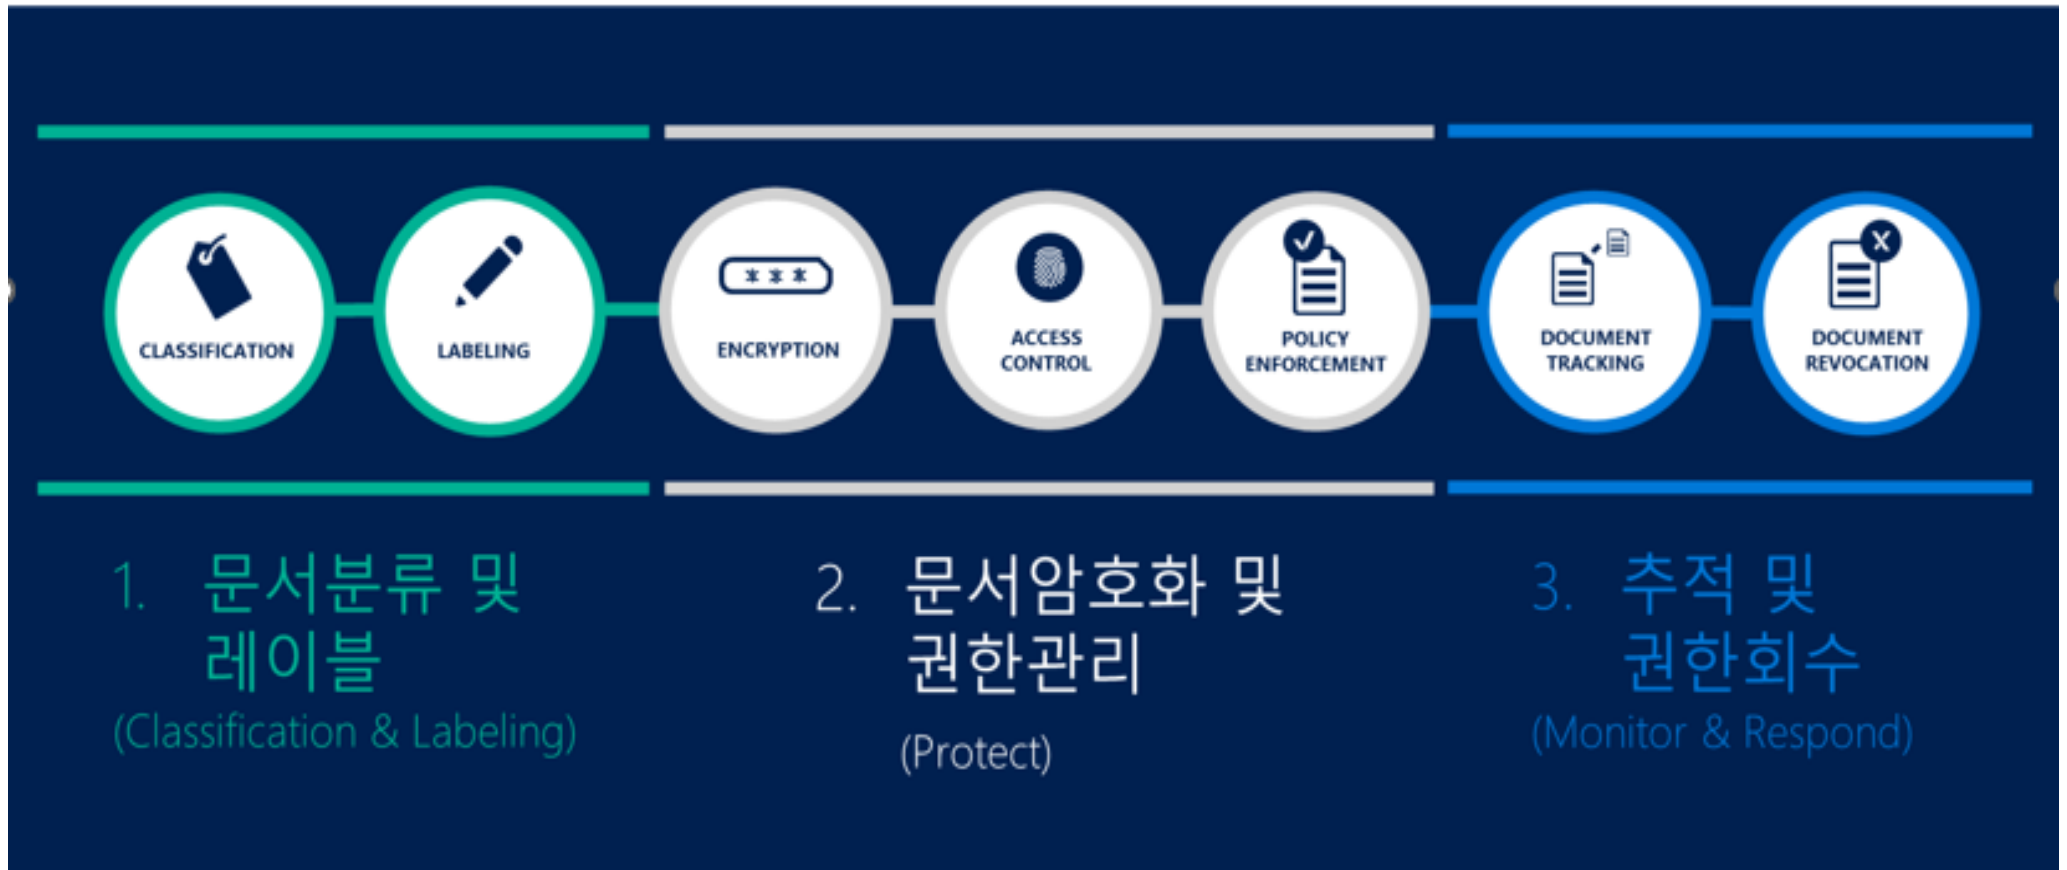 CLASSIFICATION
LABELING
***
ENCRYPTION
ACCESS
CONTROL
POLICY
ENFORCEMENT
DOCUMENT
TRACKING
X
DOCUMENT
REVOCATION
1. 문서분류 및
레이블
(Classification & Labeling)
2. 문서암호화 및
권한관리
(Protect)
3. 추적 및
권한회수
(Monitor & Respond)